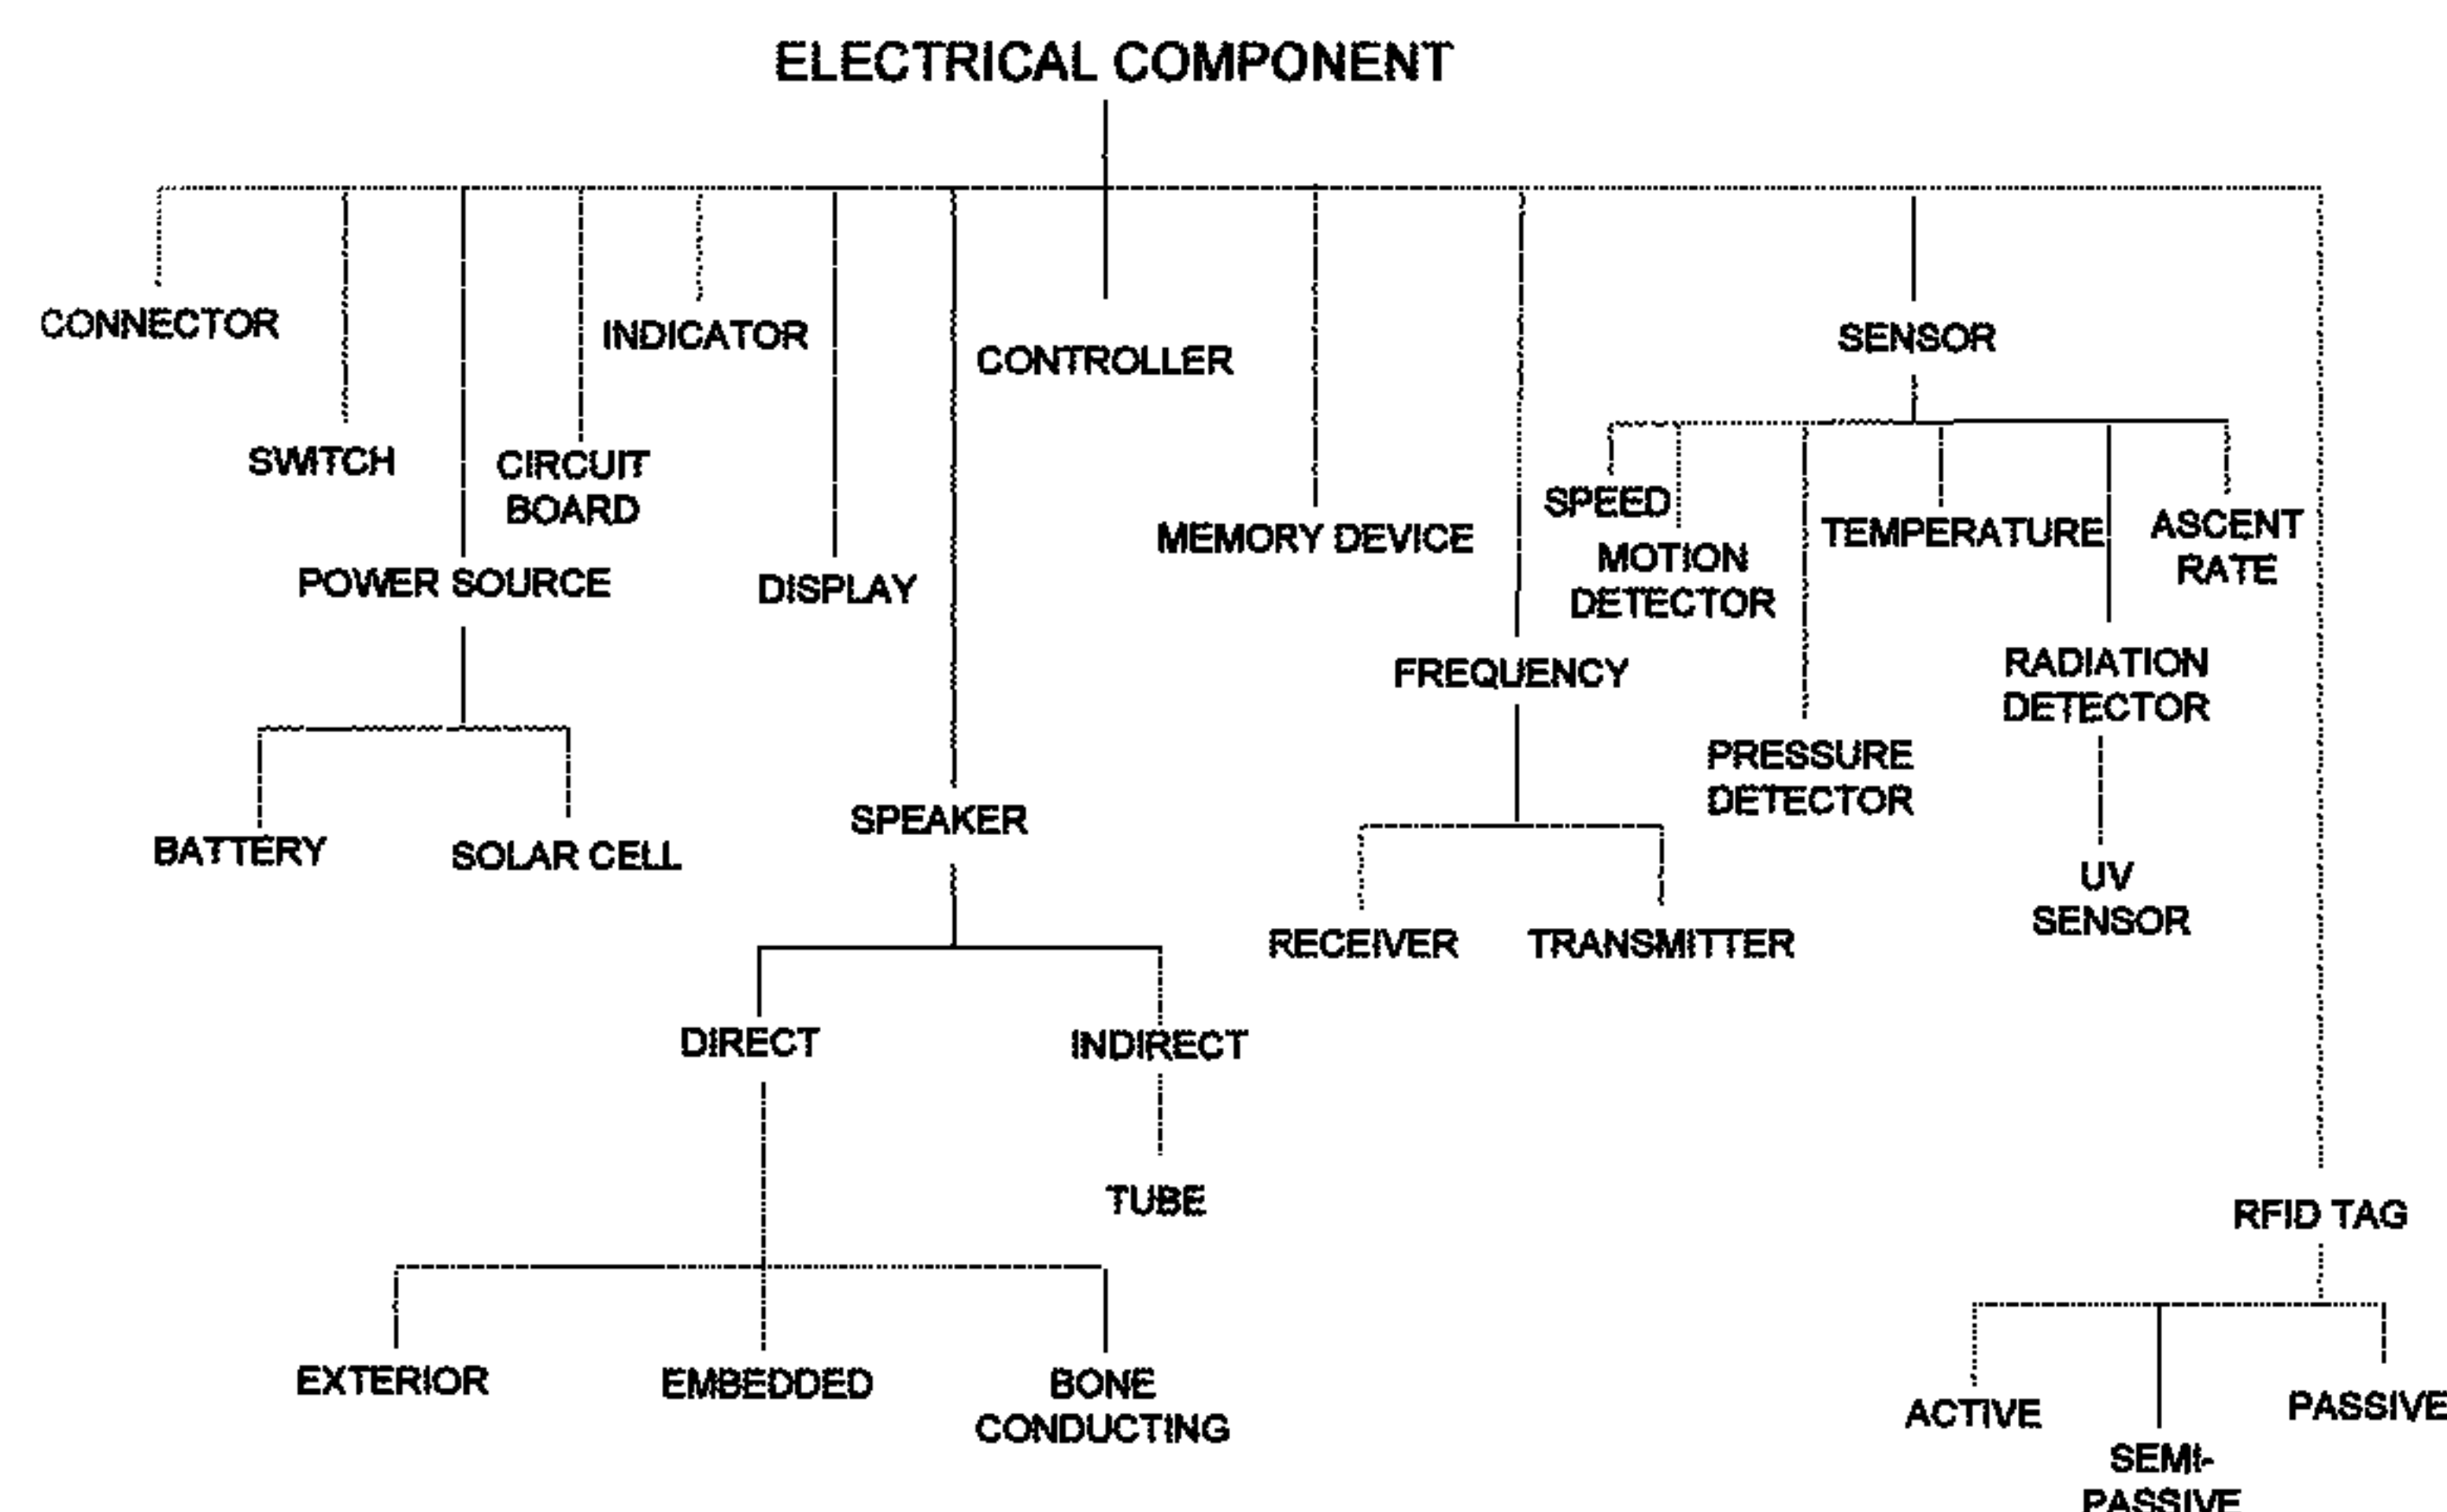 ELECTRICAL COMPONENT
CONNECTOR
INDICATOR
CONTROLLER
SENSOR
SWITCH
CIRCUIT
BOARD
POWER SOURCE
DISPLAY
MEMORY DEVICE
SPEED
MOTION
DETECTOR
TEMPERATURE
ASCENT
RATE
FREQUENCY
RADIATION
DETECTOR
PRESSURE
DETECTOR
BATTERY
SOLAR CELL
SPEAKER
UV
SENSOR
RECEIVER
TRANSMITTER
DIRECT
INDIRECT
TUBE
RFID TAG
EXTERIOR
EMBEDDED
BONE
CONDUCTING
ACTIVE
SEMI-
PASSIVE
PASSIVE